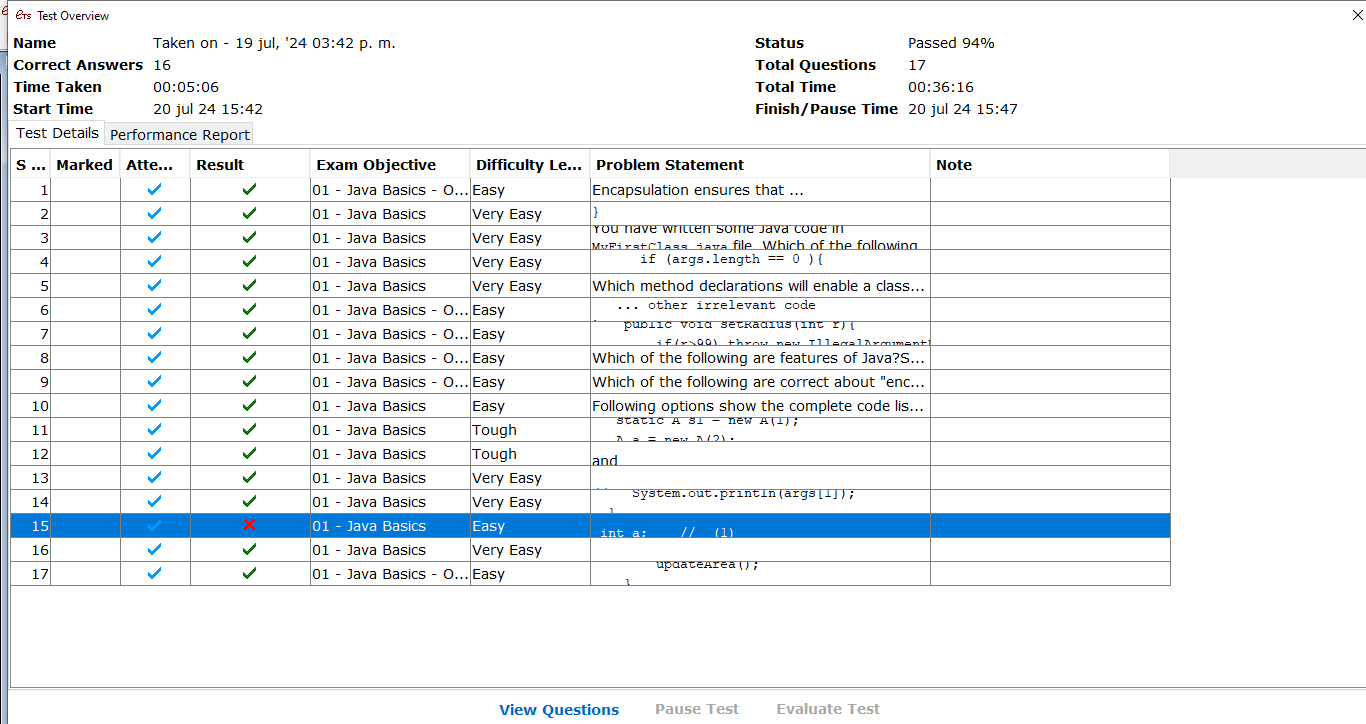 eTs Test Overview
Name Taken on - 19 jul, '24 03:42 p. m. Status Passed 94%
Correct Answers 16 Total Questions 17
Time Taken 00:05:06 Total Time 00:36:16
Start Time 20 jul 24 15:42 Finish/Pause Time 20 jul 24 15:47
Test Details Performance Report
S ... Marked Atte... Result Exam Objective Difficulty Le... Problem Statement Note
1 01 - Java Basics - O... Easy Encapsulation ensures that ...
2 01 - Java Basics Very Easy }
3 01 - Java Basics Very Easy You have written some Java code in
MyFirstClass.java file. Which of the following
4 01 - Java Basics Very Easy if (args.length == 0 ){
5 01 - Java Basics Very Easy Which method declarations will enable a class...
6 01 - Java Basics - O... Easy ... other irrelevant code
7 01 - Java Basics - O... Easy public void setRadius(int r){
if(r>99) throw new IllegalArgument
8 01 - Java Basics - O... Easy Which of the following are features of Java?S...
9 01 - Java Basics - O... Easy Which of the following are correct about "enc...
10 01 - Java Basics Easy Following options show the complete code lis...
11 01 - Java Basics Tough static A s1 = new A(1);
A a = new A(2);
12 01 - Java Basics Tough and
13 01 - Java Basics Very Easy
14 01 - Java Basics Very Easy System.out.println(args[1]);
}
15 01 - Java Basics Easy int a; // (1)
16 01 - Java Basics Very Easy
17 01 - Java Basics - O... Easy updateArea();
}
View Questions Pause Test Evaluate Test